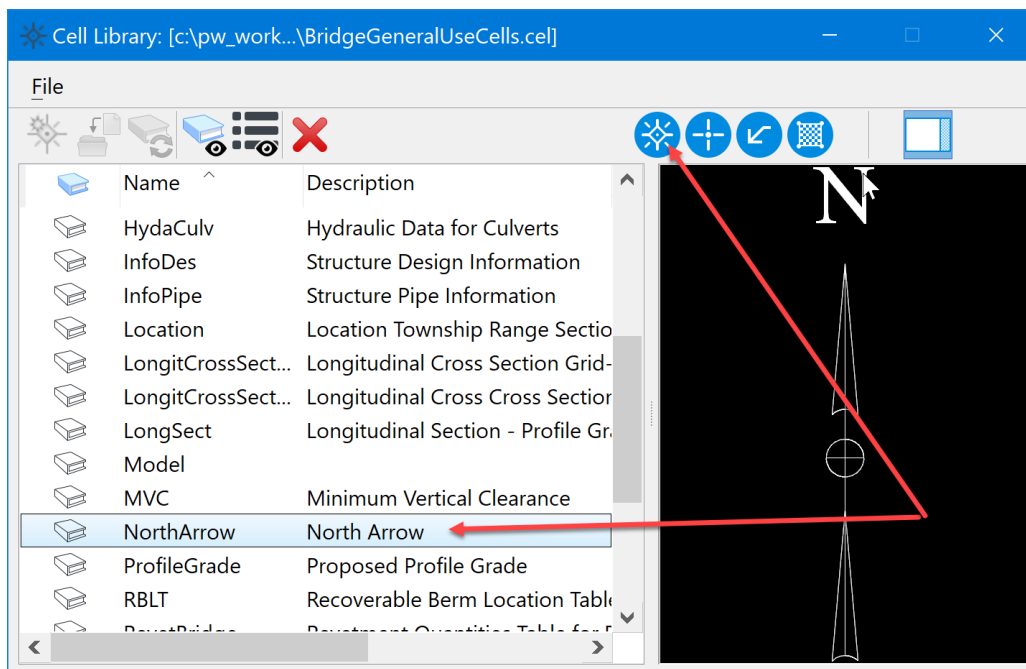 Cell Library: [c:\pw_work...\BridgeGeneralUseCells.cel]
File
Name Description
HydaCulv Hydraulic Data for Culverts
InfoDes Structure Design Information
InfoPipe Structure Pipe Information
Location Location Township Range Sectio
LongitCrossSect... Longitudinal Cross Section Grid-
LongitCrossSect... Longitudinal Cross Cross Section
LongSect Longitudinal Section - Profile Gr
Model
MVC Minimum Vertical Clearance
NorthArrow North Arrow
ProfileGrade Proposed Profile Grade
RBLT Recoverable Berm Location Table
N